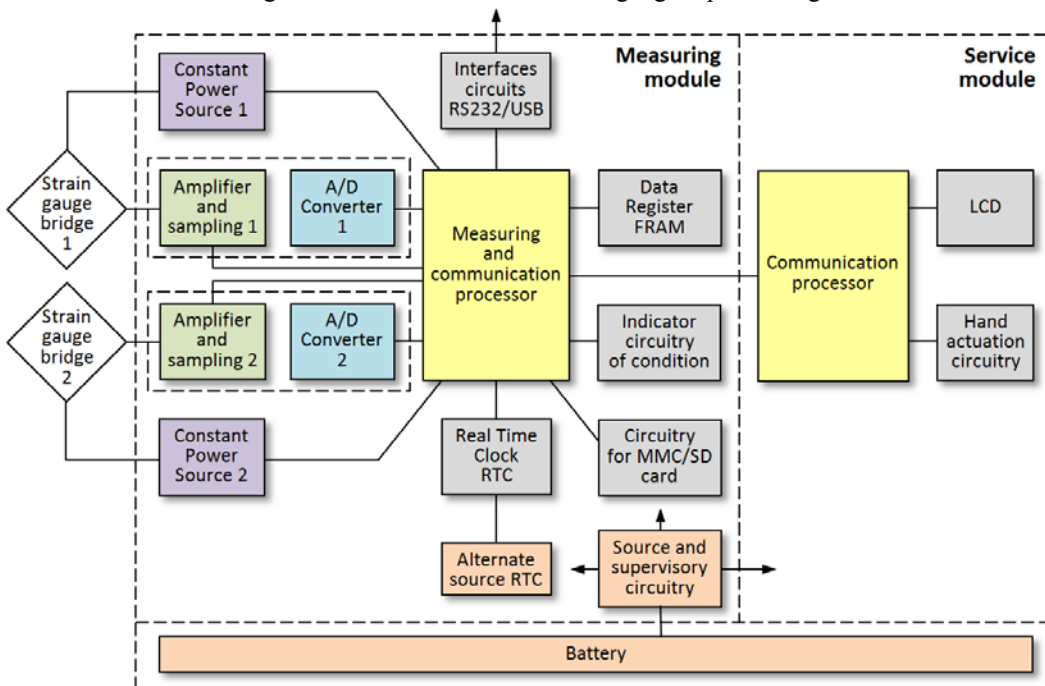 Measuring
module
Service
module
Constant
Power
Source 1
Interfaces
circuits
RS232/USB
Strain
gauge
bridge
1
Amplifier
and
sampling 1
A/D
Converter
1
Measuring
and
communication
processor
Data
Register
FRAM
Communication
processor
LCD
Strain
gauge
bridge
2
Amplifier
and
sampling 2
A/D
Converter
2
Indicator
circuitry
of condition
Hand
actuation
circuitry
Constant
Power
Source 2
Real Time
Clock
RTC
Circuitry
for MMC/SD
card
Alternate
source RTC
Source and
supervisory
circuitry
Battery